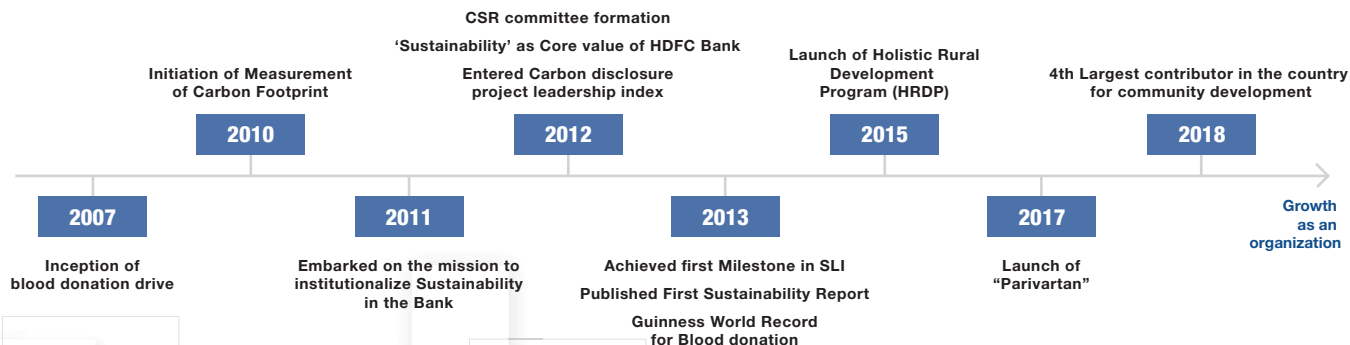 CSR committee formation
‘Sustainability’ as Core value of HDFC Bank
Entered Carbon disclosure
project leadership index
Initiation of Measurement
of Carbon Footprint
Launch of Holistic Rural
Development
Program (HRDP)
4th Largest contributor in the country
for community development
2010
2012
2015
2018
2007
2011
2013
2017
Growth
as an
organization
Inception of
blood donation drive
Embarked on the mission to
institutionalize Sustainability
in the Bank
Achieved first Milestone in SLI
Published First Sustainability Report
Guinness World Record
for Blood donation
Launch of
“Parivartan”